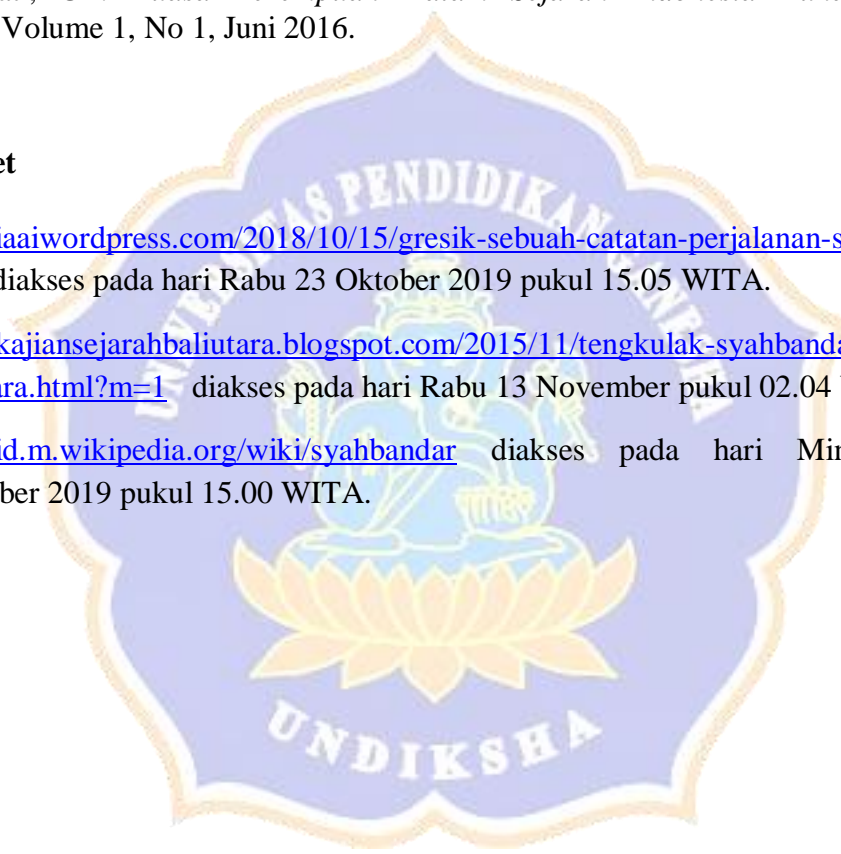 Volume 1, No 1, Juni 2016.
et
iaaiwordpress.com/2018/10/15/gresik-sebuah-catatan-perjalanan-s
diakses pada hari Rabu 23 Oktober 2019 pukul 15.05 WITA.
kajiansejarahbaliutara.blogspot.com/2015/11/tengkulak-syahbanda
ara.html?m=1 diakses pada hari Rabu 13 November pukul 02.04
id.m.wikipedia.org/wiki/syahbandar diakses pada hari Min
ber 2019 pukul 15.00 WITA.
UNIVERSITAS PENDIDIKAN GANESHA
UNDIKSHA